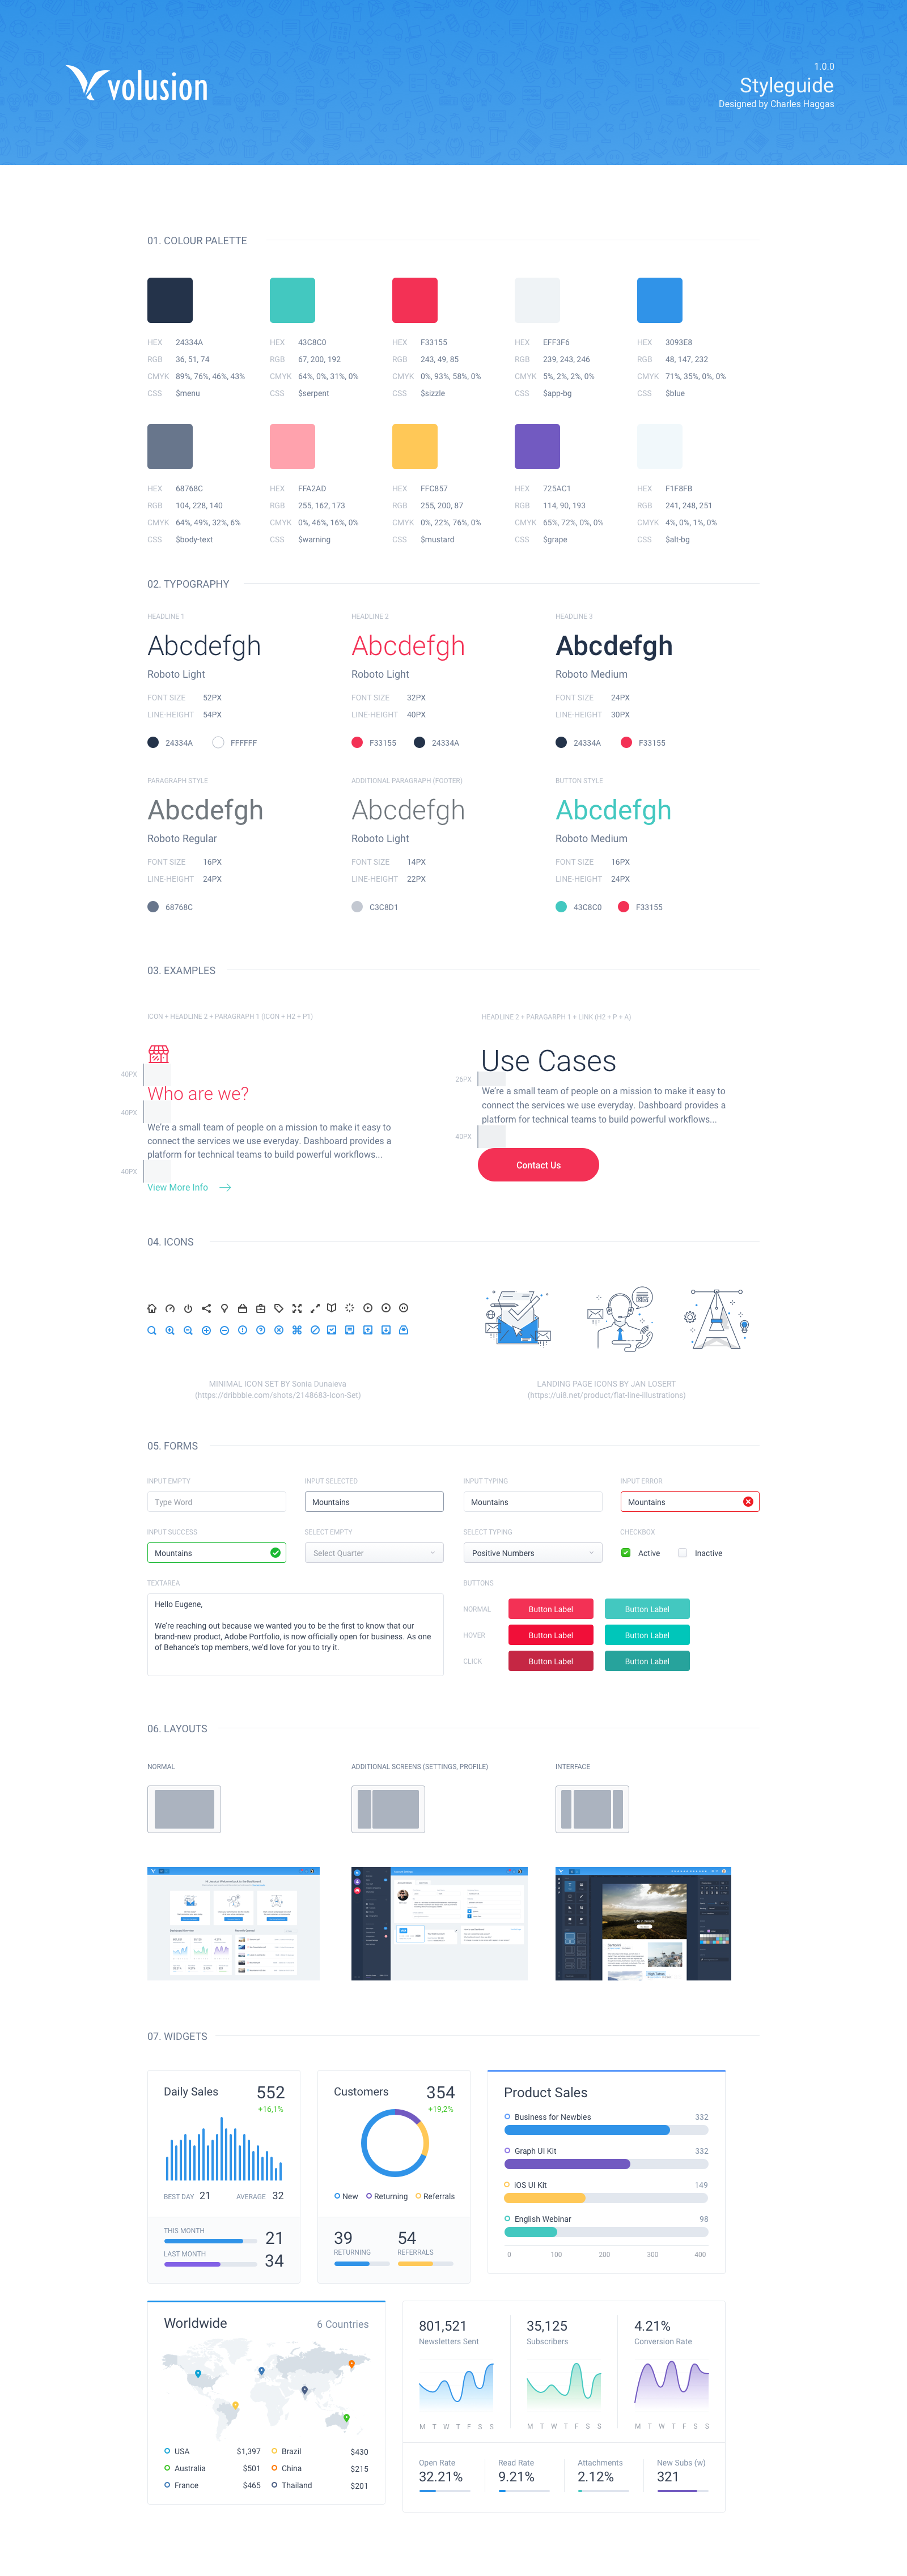 volusion
1.0.0
Styleguide
Designed by Charles Haggas
01. COLOUR PALETTE
HEX 24334A
RGB 36, 51, 74
CMYK 89%, 76%, 46%, 43%
CSS $menu
HEX 43C8C0
RGB 67, 200, 192
CMYK 64%, 0%, 31%, 0%
CSS $serpent
HEX F33155
RGB 243, 49, 85
CMYK 0%, 93%, 58%, 0%
CSS $sizzle
HEX EFF3F6
RGB 239, 243, 246
CMYK 5%, 2%, 2%, 0%
CSS $app-bg
HEX 3093E8
RGB 48, 147, 232
CMYK 71%, 35%, 0%, 0%
CSS $blue
HEX 68768C
RGB 104, 228, 140
CMYK 64%, 49%, 32%, 6%
CSS $body-text
HEX FFA2AD
RGB 255, 162, 173
CMYK 0%, 46%, 16%, 0%
CSS $warning
HEX FFC857
RGB 255, 200, 87
CMYK 0%, 22%, 76%, 0%
CSS $mustard
HEX 725AC1
RGB 114, 90, 193
CMYK 65%, 72%, 0%, 0%
CSS $grape
HEX F1F8FB
RGB 241, 248, 251
CMYK 4%, 0%, 1%, 0%
CSS $alt-bg
02. TYPOGRAPHY
HEADLINE 1
Abcdefgh
Roboto Light
FONT SIZE 52PX
LINE-HEIGHT 54PX
24334A FFFFFF
HEADLINE 2
Abcdefgh
Roboto Light
FONT SIZE 32PX
LINE-HEIGHT 40PX
F33155 24334A
HEADLINE 3
Abcdefgh
Roboto Medium
FONT SIZE 24PX
LINE-HEIGHT 30PX
24334A F33155
PARAGRAPH STYLE
Abcdefgh
Roboto Regular
FONT SIZE 16PX
LINE-HEIGHT 24PX
68768C
ADDITIONAL PARAGRAPH (FOOTER)
Abcdefgh
Roboto Light
FONT SIZE 14PX
LINE-HEIGHT 22PX
C3C8D1
BUTTON STYLE
Abcdefgh
Roboto Medium
FONT SIZE 16PX
LINE-HEIGHT 24PX
43C8C0 F33155
03. EXAMPLES
ICON + HEADLINE 2 + PARAGRAPH 1 (ICON + H2 + P1)
40PX
Who are we?
40PX
We're a small team of people on a mission to make it easy to
connect the services we use everyday. Dashboard provides a
platform for technical teams to build powerful workflows...
40PX
View More Info
HEADLINE 2 + PARAGARPH 1 + LINK (H2 + P + A)
Use Cases
26PX
We're a small team of people on a mission to make it easy to
connect the services we use everyday. Dashboard provides a
platform for technical teams to build powerful workflows...
40PX
Contact Us
04. ICONS
MINIMAL ICON SET BY Sonia Dunaieva
(https://dribbble.com/shots/2148683-Icon-Set)
LANDING PAGE ICONS BY JAN LOSERT
(https://ui8.net/product/flat-line-illustrations)
05. FORMS
INPUT EMPTY
Type Word
INPUT SELECTED
Mountains
INPUT TYPING
Mountains
INPUT ERROR
Mountains
INPUT SUCCESS
Mountains
SELECT EMPTY
Select Quarter
SELECT TYPING
Positive Numbers
CHECKBOX
Active Inactive
TEXTAREA
Hello Eugene,
We're reaching out because we wanted you to be the first to know that our
brand-new product, Adobe Portfolio, is now officially open for business. As one
of Behance's top members, we'd love for you to try it.
BUTTONS
NORMAL Button Label Button Label
HOVER Button Label Button Label
CLICK Button Label Button Label
06. LAYOUTS
NORMAL
ADDITIONAL SCREENS (SETTINGS, PROFILE)
INTERFACE
07. WIDGETS
Daily Sales 552
+16,1%
BEST DAY 21 AVERAGE 32
THIS MONTH 21
LAST MONTH 34
Customers 354
+19,2%
New Returning Referrals
39
RETURNING
54
REFERRALS
Product Sales
Business for Newbies 332
Graph UI Kit 332
iOS UI Kit 149
English Webinar 98
0 100 200 300 400
Worldwide 6 Countries
USA $1,397 Brazil $430
Australia $501 China $215
France $465 Thailand $201
801,521
Newsletters Sent
M T W T F S S
35,125
Subscribers
M T W T F S S
4.21%
Conversion Rate
M T W T F S S
Open Rate
32.21%
Read Rate
9.21%
Attachments
2.12%
New Subs (w)
321